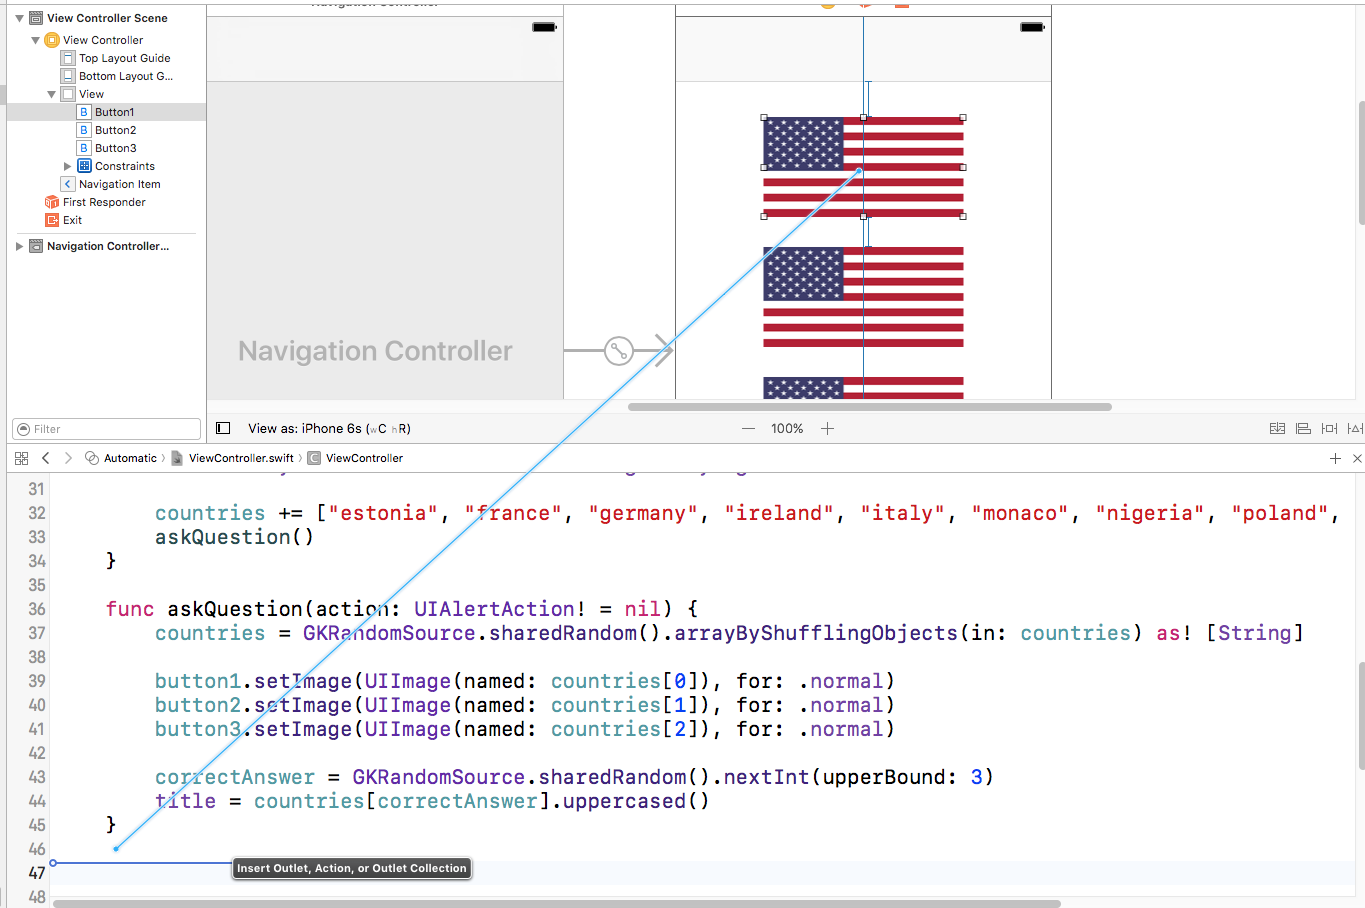 View Controller Scene
View Controller
Top Layout Guide
Bottom Layout G...
View
B Button1
B Button2
B Button3
Constraints
Navigation Item
First Responder
Exit
Navigation Controller...
Filter
Navigation Controller
Navigation Controller
View as: iPhone 6s (wC hR)
100%
Automatic
ViewController.swift
C ViewController
31
32 countries += ["estonia", "france", "germany", "ireland", "italy", "monaco", "nigeria", "poland",
33 askQuestion()
34 }
35
36 func askQuestion(action: UIAlertAction! = nil) {
37 countries = GKRandomSource.sharedRandom().arrayByShufflingObjects(in: countries) as! [String]
38
39 button1.setImage(UIImage(named: countries[0]), for: .normal)
40 button2.setImage(UIImage(named: countries[1]), for: .normal)
41 button3.setImage(UIImage(named: countries[2]), for: .normal)
42
43 correctAnswer = GKRandomSource.sharedRandom().nextInt(upperBound: 3)
44 title = countries[correctAnswer].uppercased()
45 }
46
47
Insert Outlet, Action, or Outlet Collection
48